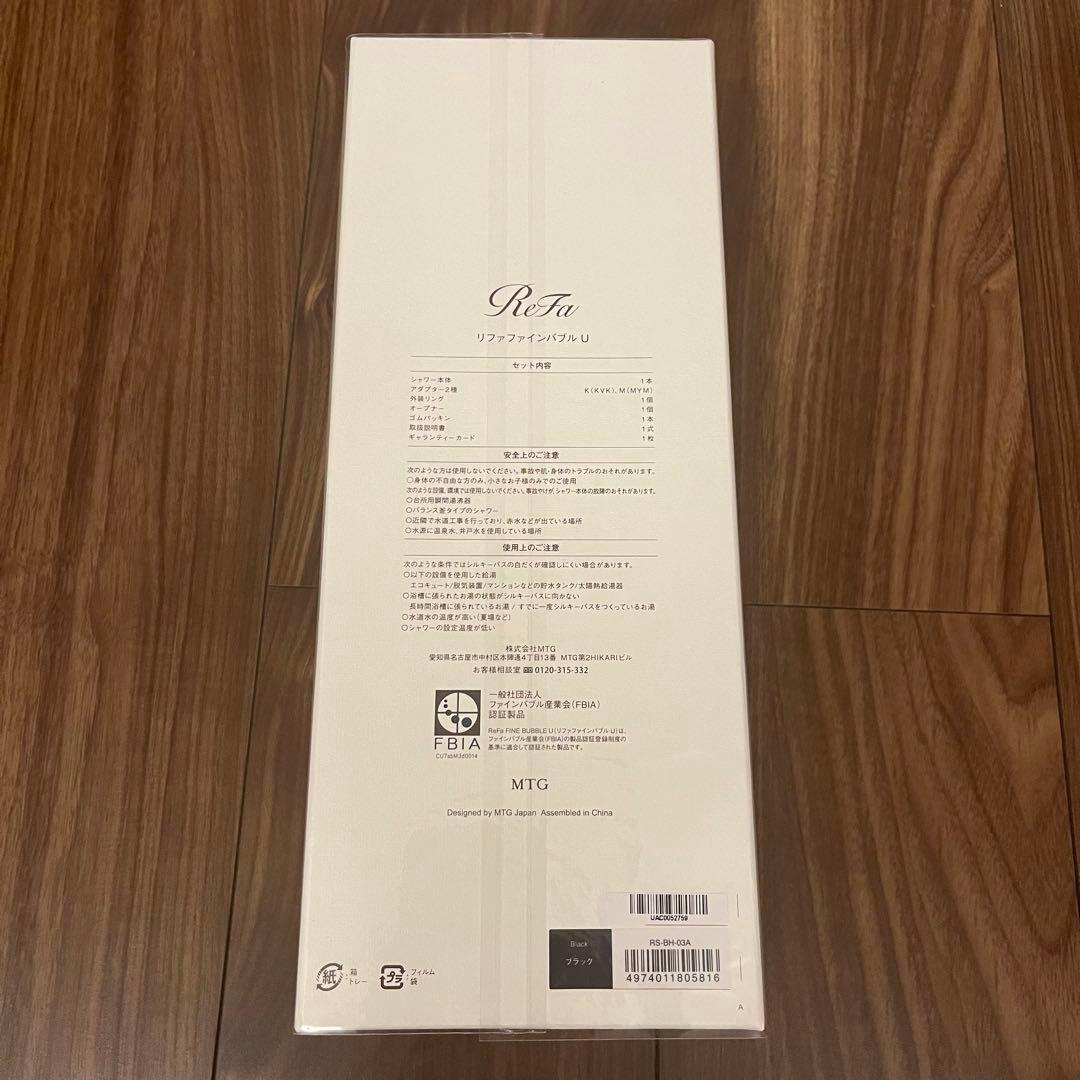 ReFa
リファファインバブル U
セット内容
シャワー本体 1本
アダプター2種 K(KVK)、M(MYM)
外装リング 1個
オープナー 1個
ゴムパッキン 1本
取扱説明書 1式
ギャランティーカード 1枚
安全上のご注意
次のような方は使用しないでください。事故や肌・身体のトラブルのおそれがあります。
○身体の不自由な方のみ、小さなお子様のみでのご使用
次のような設備、環境では使用しないでください。事故やけが、シャワー本体の故障のおそれがあります。
○台所用瞬間湯沸器
○バランス釜タイプのシャワー
○近隣で水道工事を行っており、赤水などが出ている場所
○水源に温泉水、井戸水を使用している場所
使用上のご注意
次のような条件ではシルキーバスの白だくが確認しにくい場合があります。
○以下の設備を使用した給湯
エコキュート/脱気装置/マンションなどの貯水タンク/太陽熱給湯器
○浴槽に張られたお湯の状態がシルキーバスに向かない
長時間浴槽に張られているお湯 / すでに一度シルキーバスをつくっているお湯
○水道水の温度が高い(夏場など)
○シャワーの設定温度が低い
株式会社MTG
愛知県名古屋市中村区本陣通4丁目13番 MTG第2HIKARIビル
お客様相談室 0120-315-332
一般社団法人
ファインバブル産業会(FBIA)
認証製品
FBIA
CU7abM3d0014
ReFa FINE BUBBLE U(リファファインバブル U)は、
ファインバブル産業会(FBIA)の製品認証登録制度の
基準に適合して認証された製品です。
MTG
Designed by MTG Japan Assembled in China
UAC0052759
Black
ブラック
RS-BH-03A
4974011805816
紙 : 箱
トレー
プラ : フィルム
袋
A